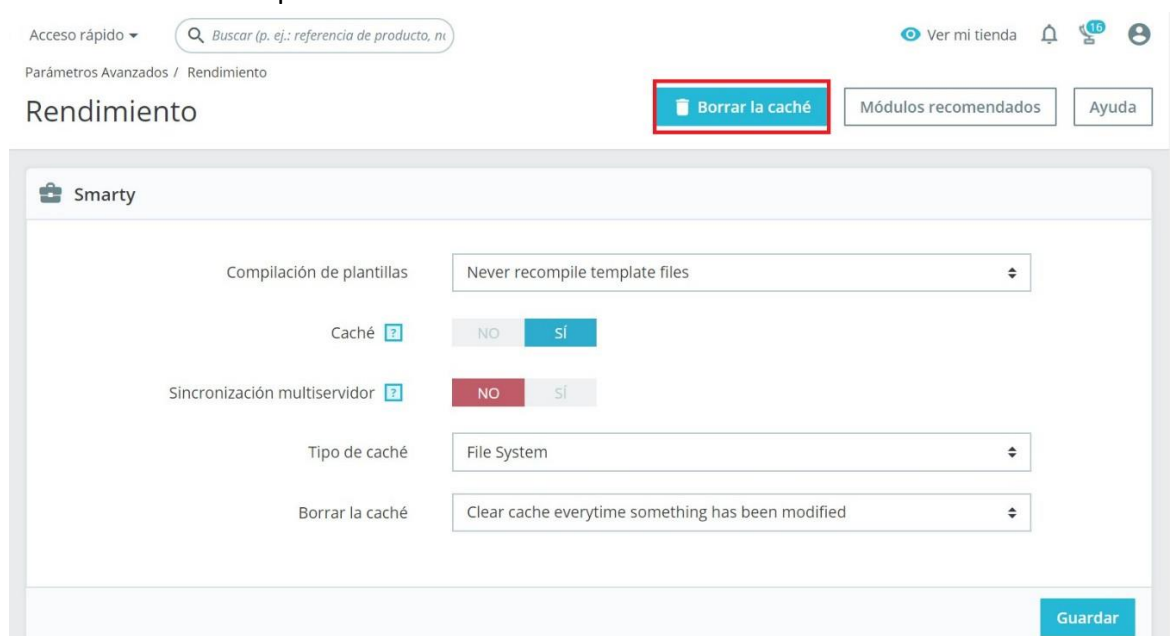 Acceso rápido
Buscar (p. ej.: referencia de producto,
Ver mi tienda
16
Parámetros Avanzados / Rendimiento
Rendimiento
Borrar la caché
Módulos recomendados
Ayuda
Smarty
Compilación de plantillas
Never recompile template files
Caché ?
NO SÍ
Sincronización multiservidor ?
NO SÍ
Tipo de caché
File System
Borrar la caché
Clear cache everytime something has been modified
Guardar